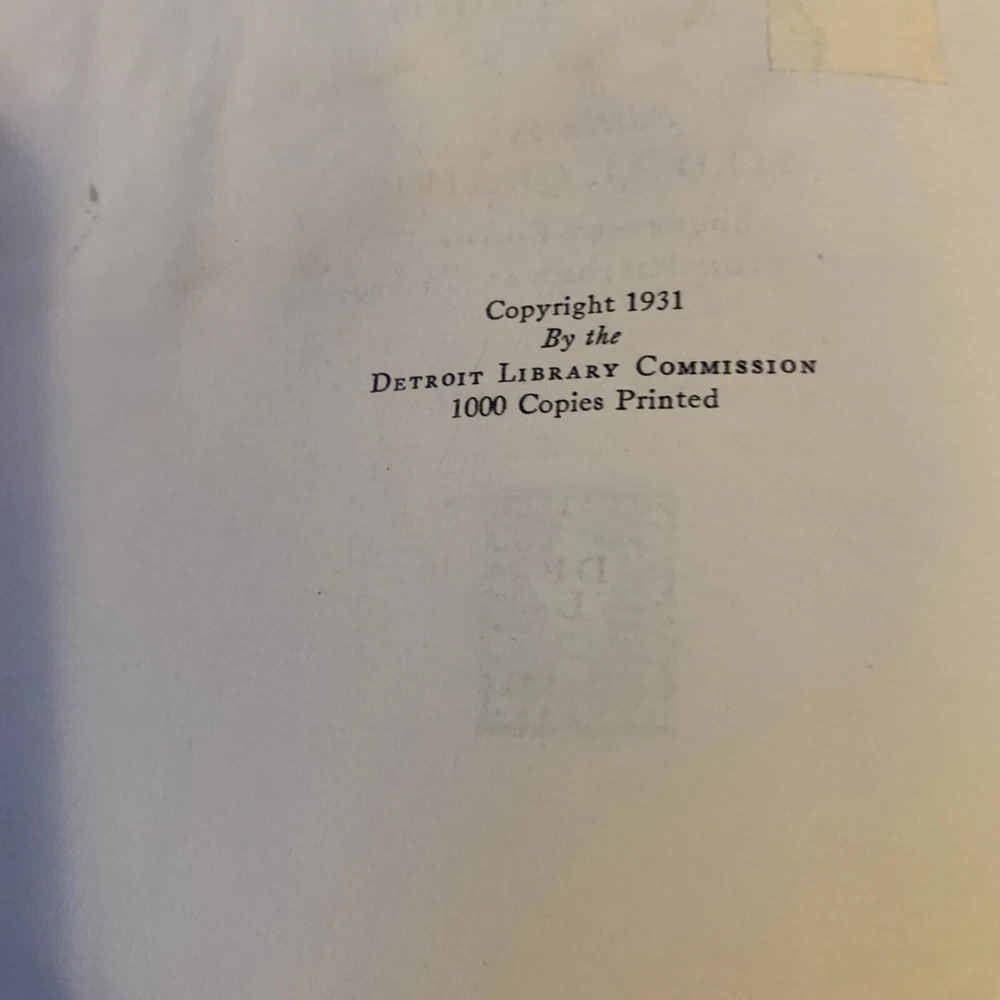 Copyright 1931
By the
DETROIT LIBRARY COMMISSION
1000 Copies Printed